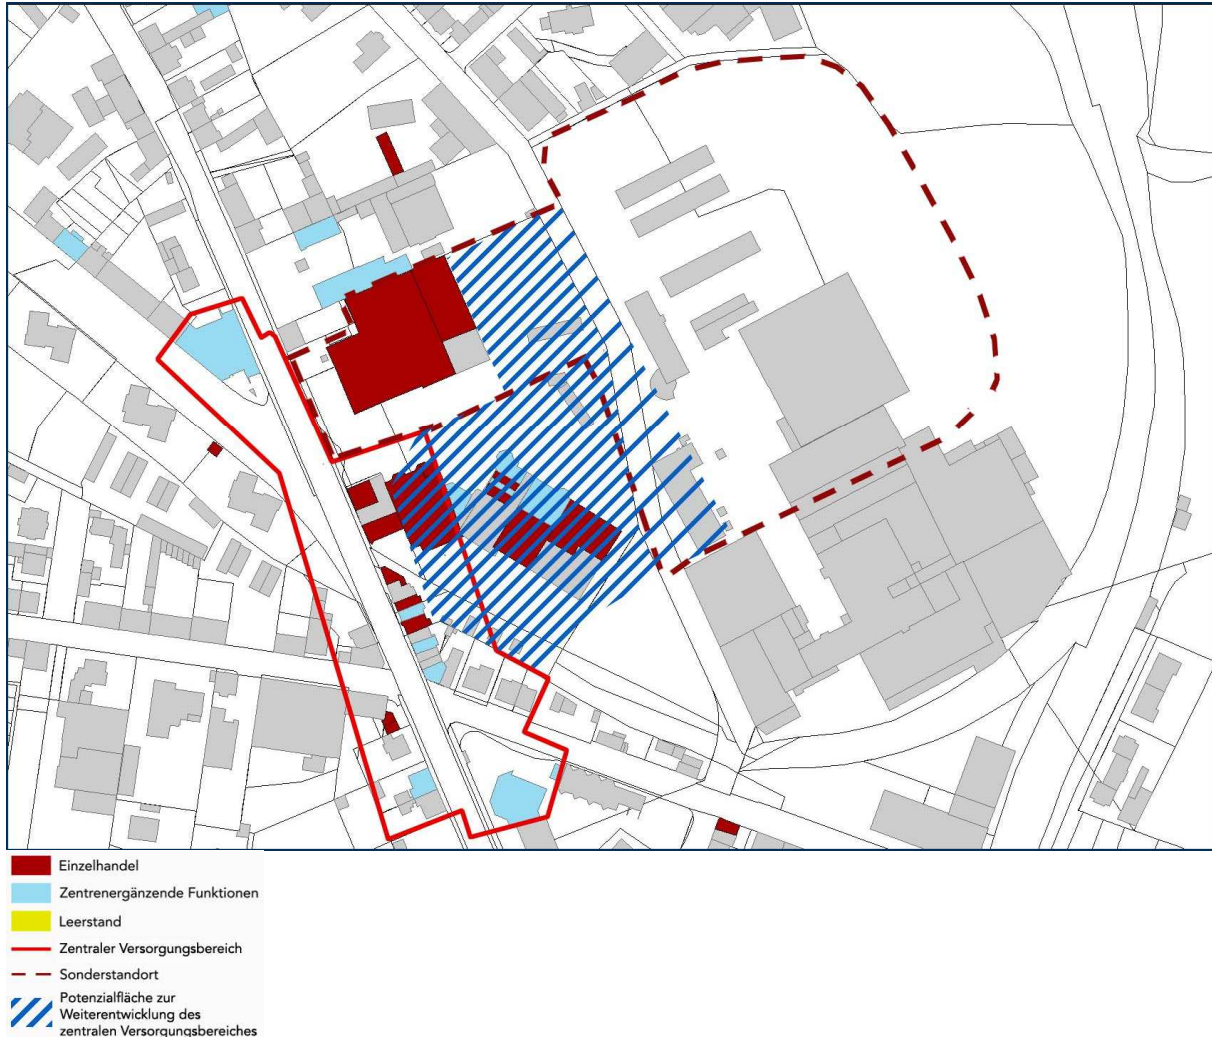 Einzelhandel
Zentrenergänzende Funktionen
Leerstand
Zentraler Versorgungsbereich
Sonderstandort
Potenzialfläche zur
Weiterentwicklung des
zentralen Versorgungsbereiches